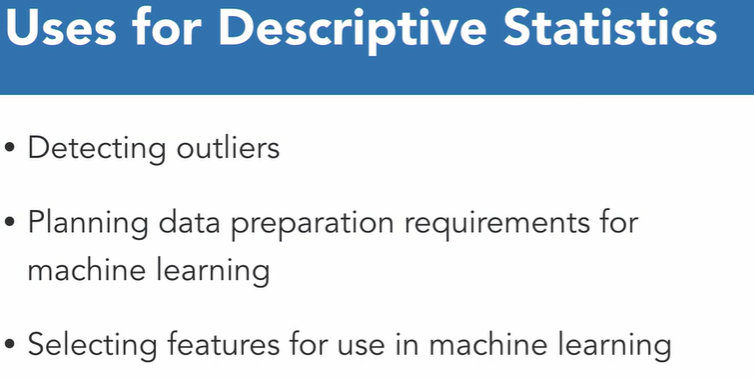 Uses for Descriptive Statistics
• Detecting outliers
• Planning data preparation requirements for
machine learning
• Selecting features for use in machine learning